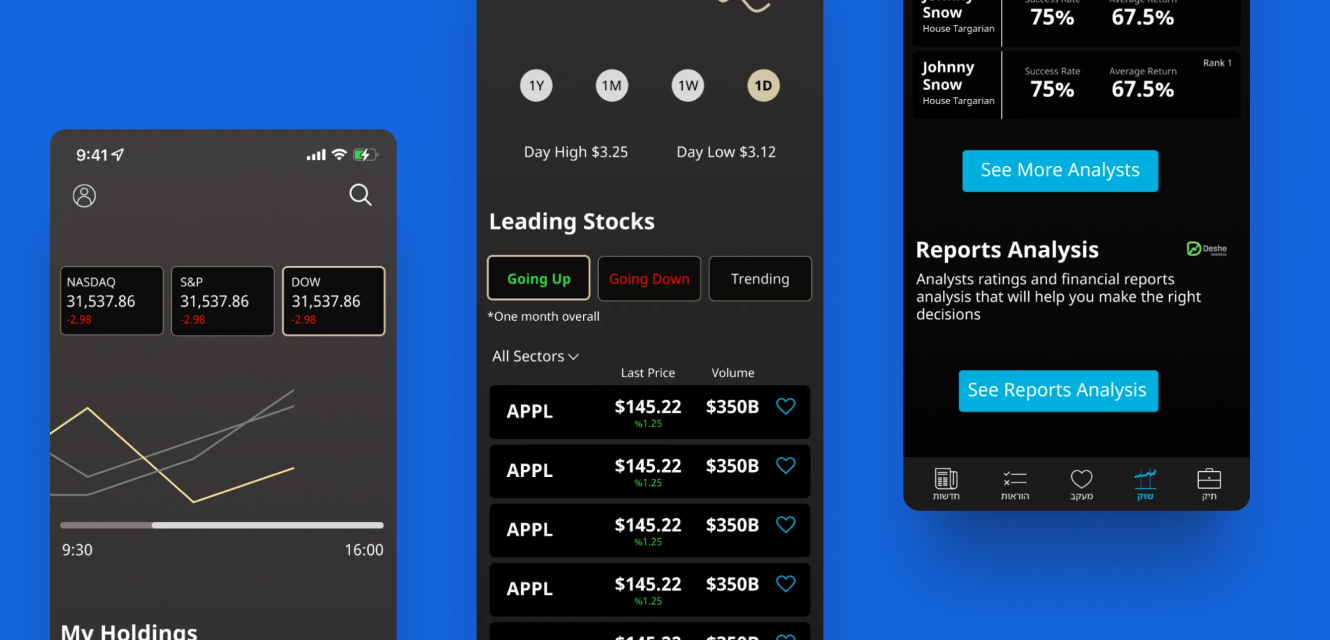 9:41
NASDAQ
31,537.86
-2.98
S&P
31,537.86
-2.98
DOW
31,537.86
-2.98
9:30
16:00
My Holdings
1Y
1M
1W
1D
Day High $3.25
Day Low $3.12
Leading Stocks
Going Up
Going Down
Trending
*One month overall
All Sectors
Last Price
Volume
APPL
$145.22
%1.25
$350B
APPL
$145.22
%1.25
$350B
APPL
$145.22
%1.25
$350B
APPL
$145.22
%1.25
$350B
$145.22
$350B
Johnny
Snow
House Targarian
Success Rate
75%
Average Return
67.5%
Johnny
Snow
House Targarian
Success Rate
75%
Average Return
67.5%
Rank 1
See More Analysts
Reports Analysis
Deshe
Analysts ratings and financial reports
analysis that will help you make the right
decisions
See Reports Analysis
חדשות
הוראות
מעקב
שוק
תיק